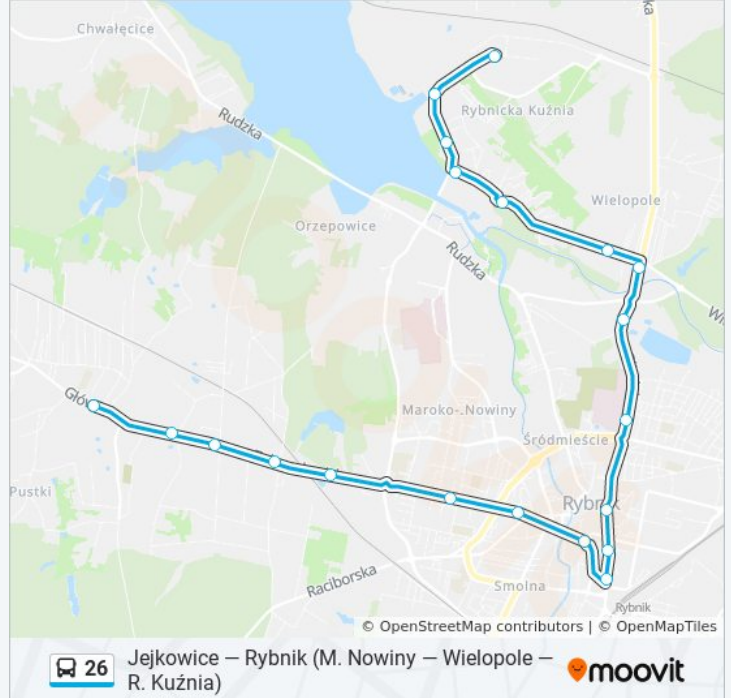 Chwałęcice
Rudzka
Rybnicka Kuźnia
Wielopole
Orzepowice
Rudzka
Głów
Maroko-Nowiny
Śródmieście
Pustki
Rybnik
Raciborska
Smolna
Rybnik
© OpenStreetMap contributors | © OpenMapTiles
26
Jejkowice — Rybnik (M. Nowiny — Wielopole —
R. Kuźnia)
moovit